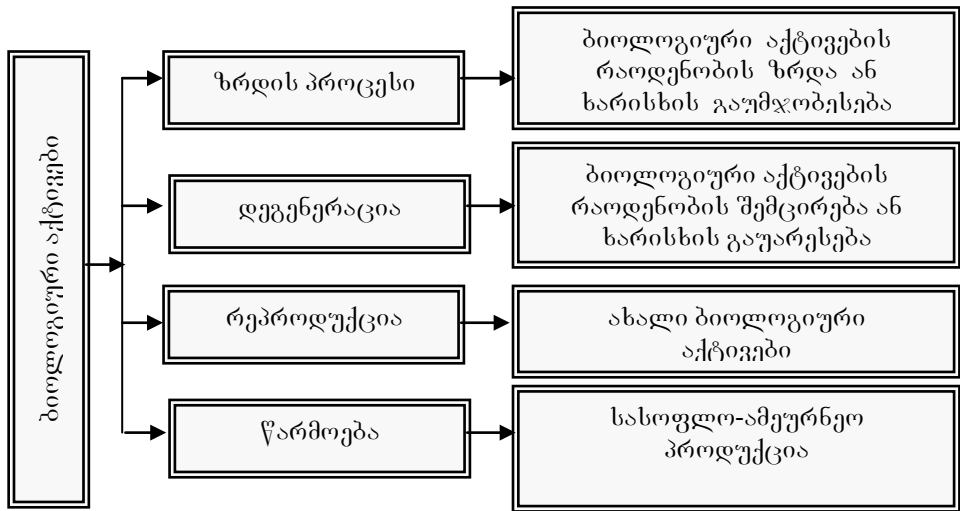 ბიოლოგიური აქტივები
ზრდის პროცესი
ბიოლოგიური აქტივების
რაოდენობის ზრდა ან
ხარისხის გაუმჯობესება
დეგენერაცია
ბიოლოგიური აქტივების
რაოდენობის შემცირება ან
ხარისხის გაუარესება
რეპროდუქცია
ახალი ბიოლოგიური
აქტივები
წარმოება
სასოფლო-ამეურნეო
პროდუქცია